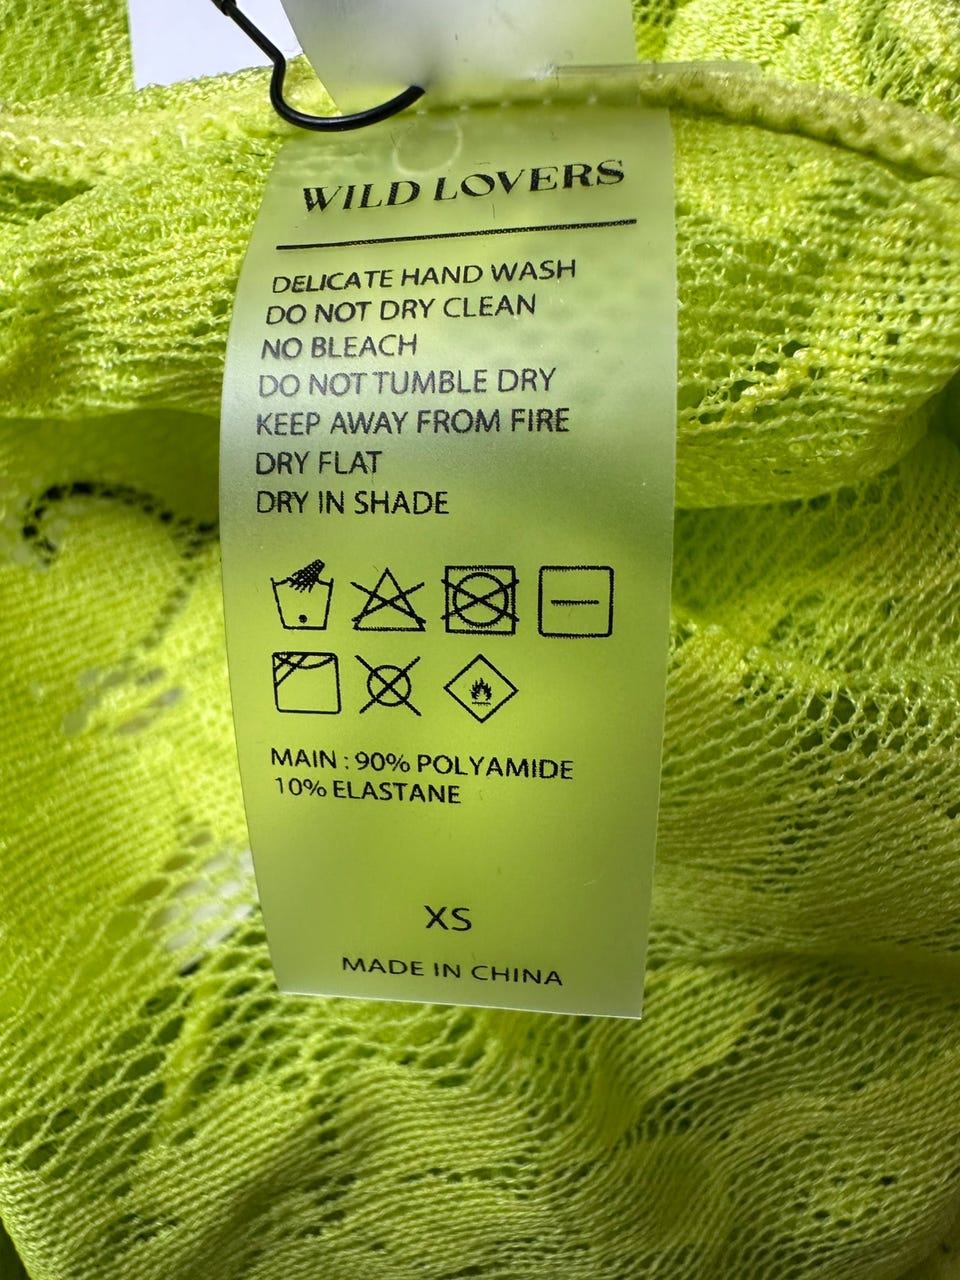 WILD LOVERS
DELICATE HAND WASH
DO NOT DRY CLEAN
NO BLEACH
DO NOT TUMBLE DRY
KEEP AWAY FROM FIRE
DRY FLAT
DRY IN SHADE
MAIN : 90% POLYAMIDE
10% ELASTANE
XS
MADE IN CHINA